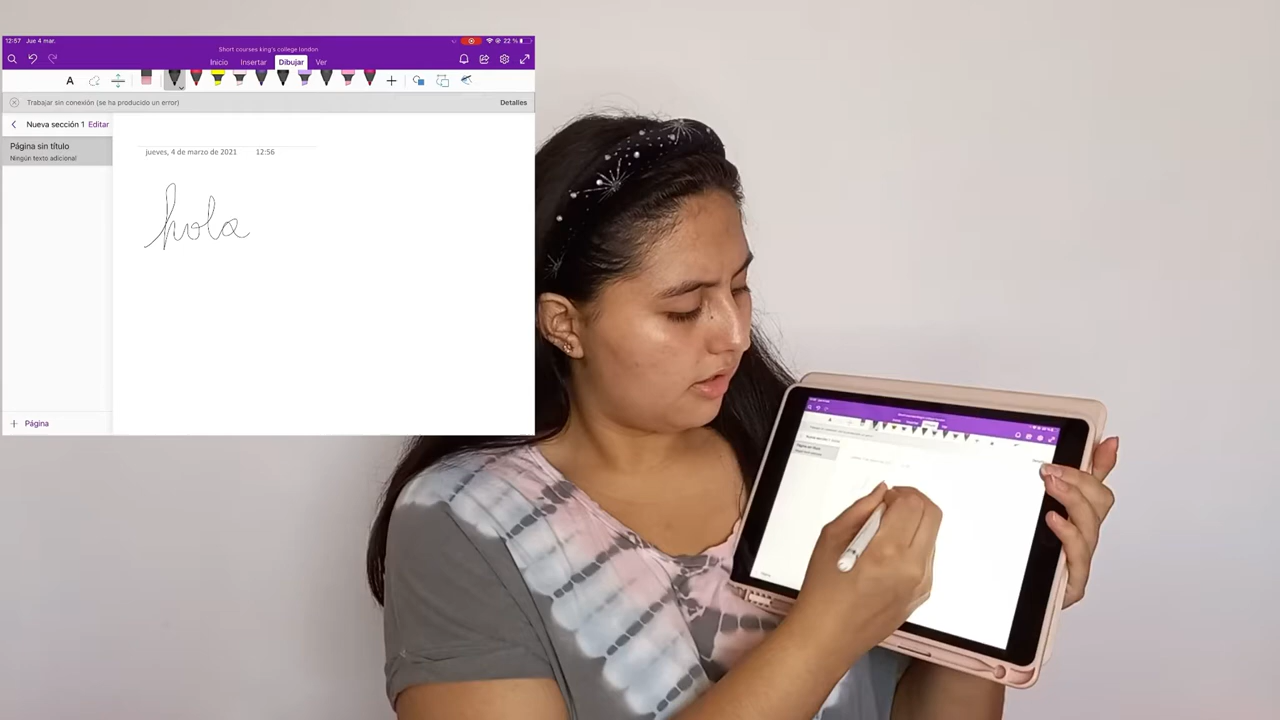 12:57 Jue 4 mar. 22 %
Short courses king's college london
Inicio Insertar Dibujar Ver
A
Trabajar sin conexión (se ha producido un error) Detalles
Nueva sección 1 Editar
Página sin título
Ningún texto adicional
jueves, 4 de marzo de 2021 12:56
hola
+ Página